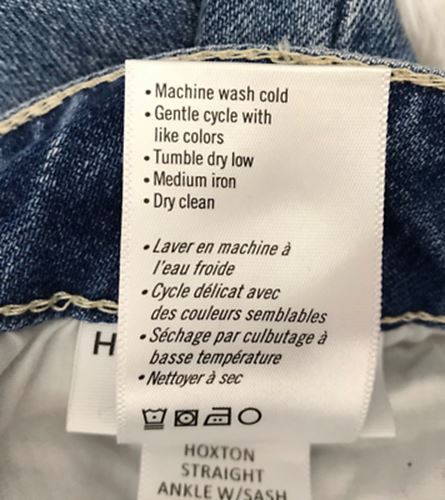 • Machine wash cold
• Gentle cycle with
like colors
• Tumble dry low
• Medium iron
• Dry clean
• Laver en machine à
l'eau froide
• Cycle délicat avec
des couleurs semblables
• Séchage par culbutage à
basse température
• Nettoyer à sec
H
HOXTON
STRAIGHT
ANKLE W/SASH